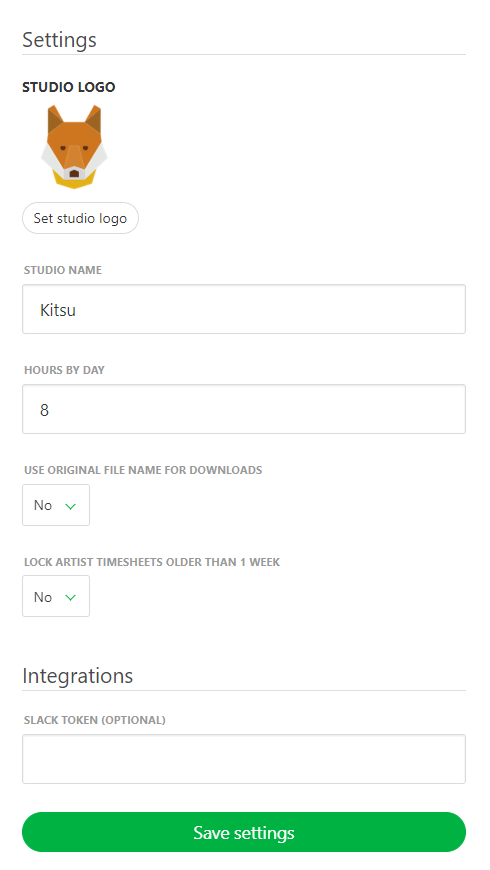 Settings
STUDIO LOGO
Set studio logo
STUDIO NAME
Kitsu
HOURS BY DAY
8
USE ORIGINAL FILE NAME FOR DOWNLOADS
No
LOCK ARTIST TIMESHEETS OLDER THAN 1 WEEK
No
Integrations
SLACK TOKEN (OPTIONAL)
Save settings